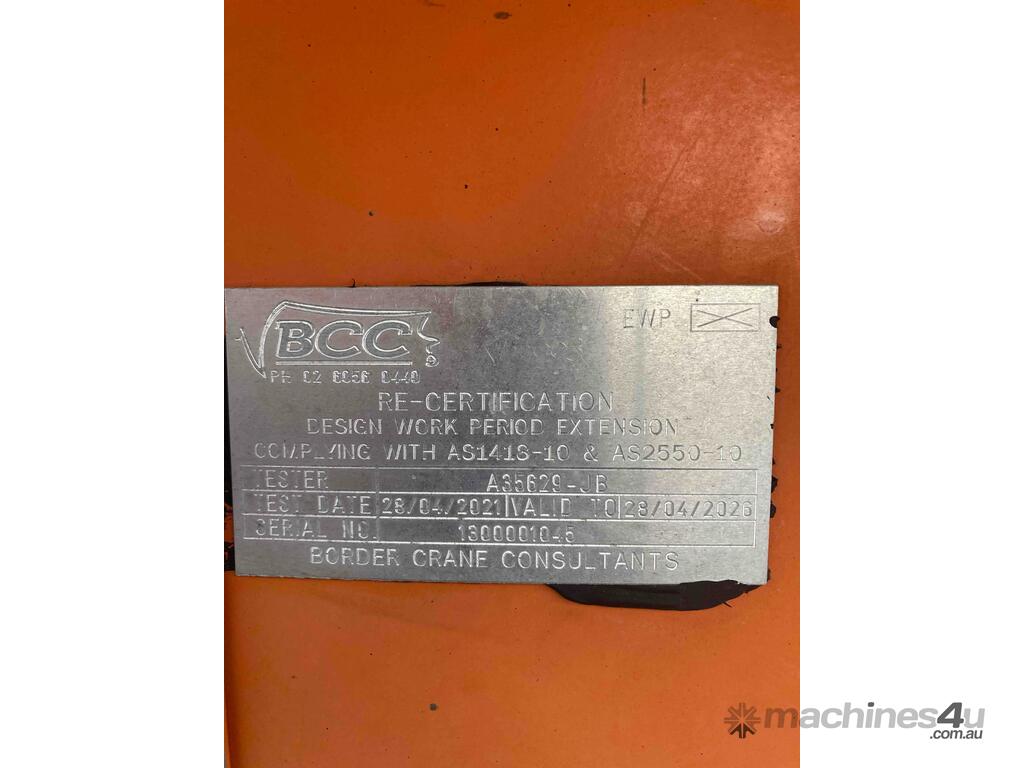 BCC
EWP
PH 02 6056 0440
RE-CERTIFICATION
DESIGN WORK PERIOD EXTENSION
COMPLYING WITH AS1418-10 & AS2550-10
TESTER A35629-JB
TEST DATE 28/04/2021 VALID TO 28/04/2026
SERIAL NO. 1300001045
BORDER CRANE CONSULTANTS
machines4u
.com.au